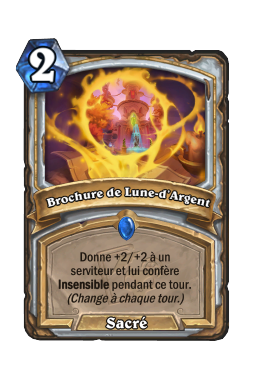 2
Brochure de Lune-d'Argent
Donne +2/+2 à un
serviteur et lui confère
Insensible pendant ce tour.
(Change à chaque tour.)
Sacré